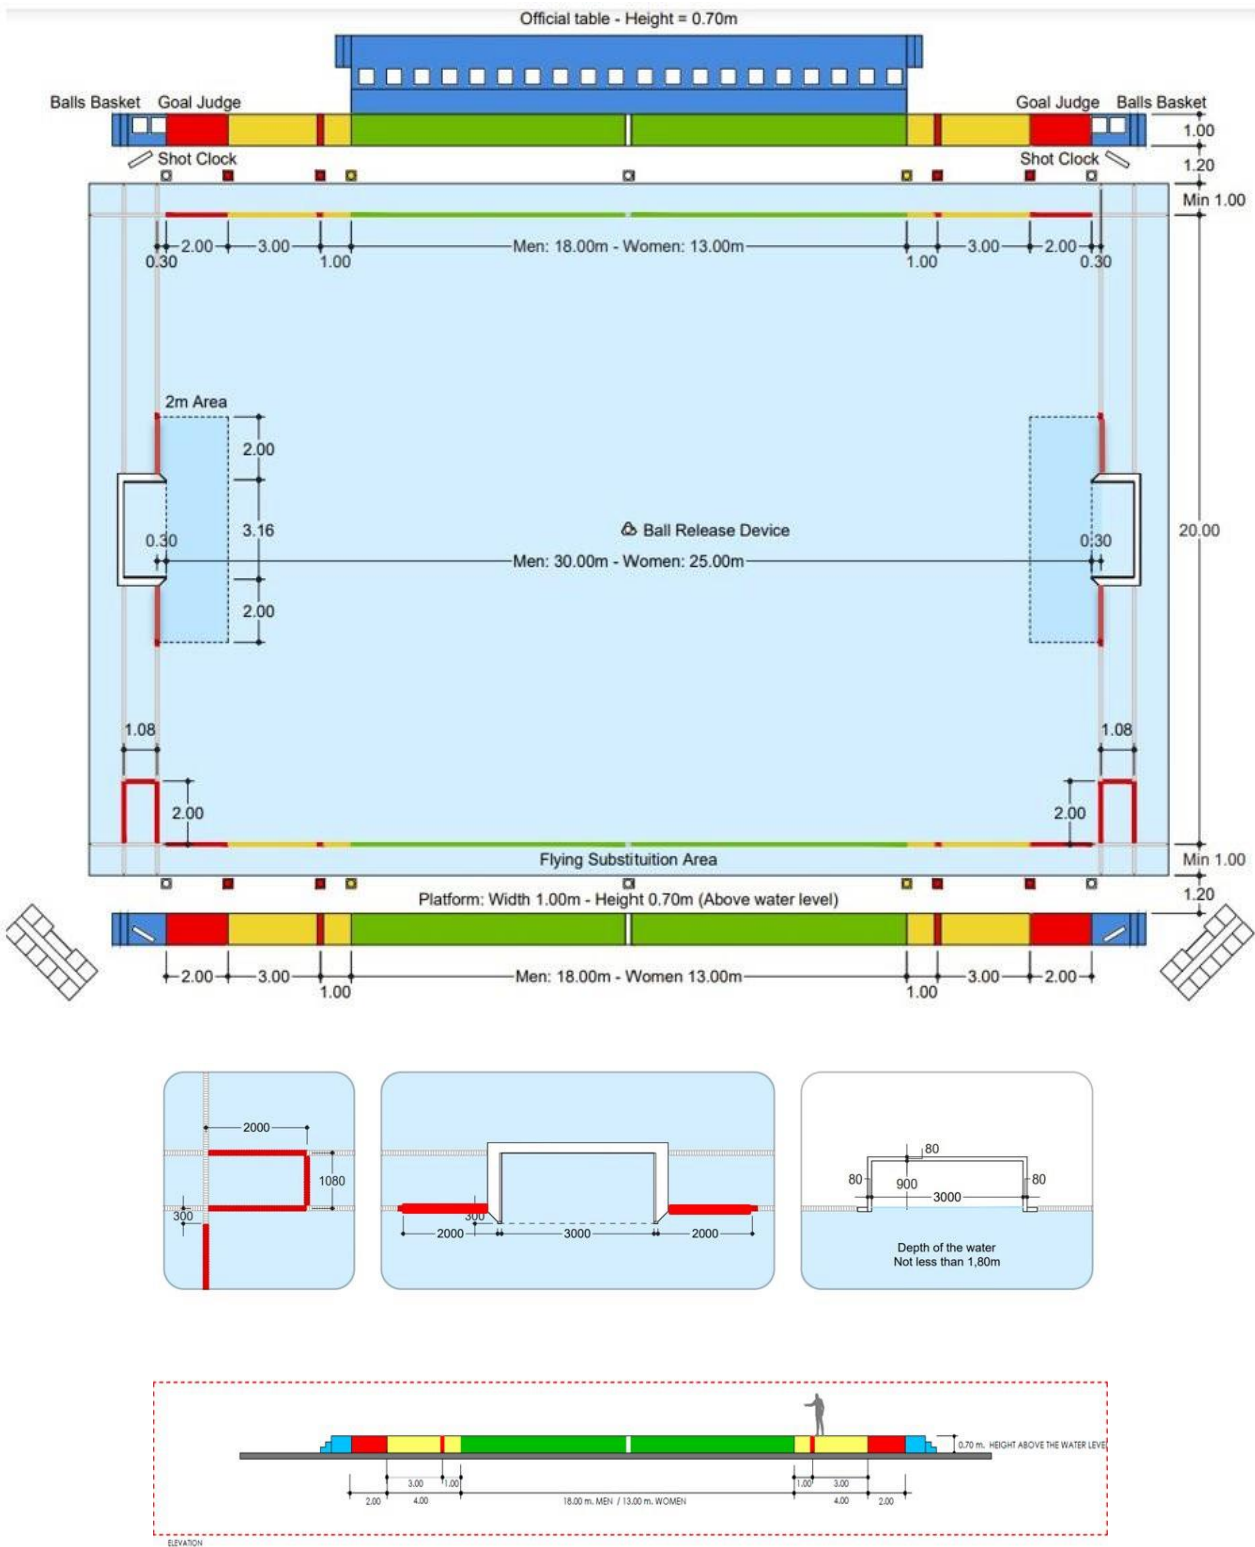 Official table - Height = 0.70m
Balls Basket Goal Judge Goal Judge Balls Basket
1.00
Shot Clock Shot Clock
1.20
Min 1.00
2.00 3.00 Men: 18.00m - Women: 13.00m 3.00 2.00
0.30 1.00 1.00 0.30
2m Area
2.00
3.16 Ball Release Device 20.00
0.30 0.30
Men: 30.00m - Women: 25.00m
2.00
1.08 1.08
2.00 2.00
Flying Substituition Area Min 1.00
Platform: Width 1.00m - Height 0.70m (Above water level) 1.20
2.00 3.00 Men: 18.00m - Women 13.00m 3.00 2.00
1.00 1.00
2000
1080
300
300
2000 3000 2000
80
80 900 80
3000
Depth of the water
Not less than 1,80m
0.70 m. HEIGHT ABOVE THE WATER LEVE
3.00 1.00 1.00 3.00
2.00 4.00 18.00 m. MEN / 13.00 m. WOMEN 4.00 2.00
ELEVATION